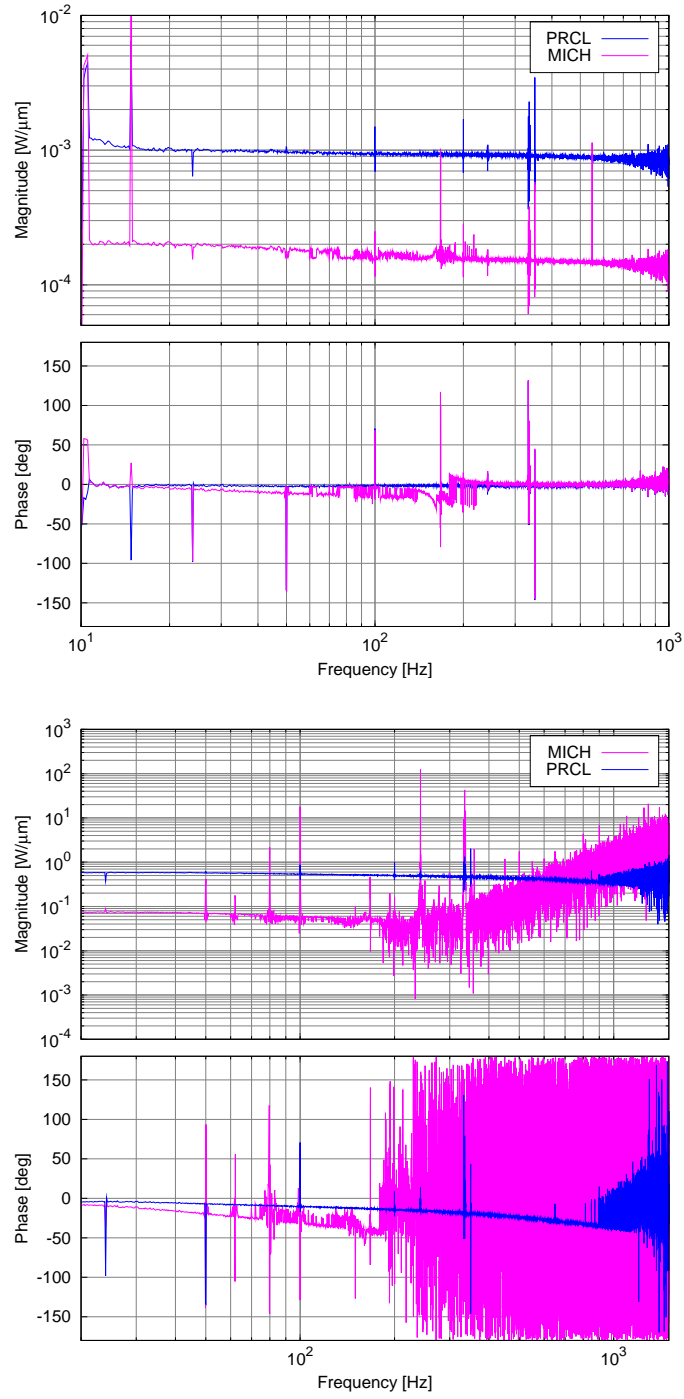 10^-2
PRCL
MICH
10^-3
10^-4
Magnitude [W/μm]
150
100
50
0
-50
-100
-150
Phase [deg]
10^1 10^2 10^3
Frequency [Hz]
10^3
MICH
PRCL
10^2
10^1
10^0
10^-1
10^-2
10^-3
10^-4
Magnitude [W/μm]
150
100
50
0
-50
-100
-150
Phase [deg]
10^2 10^3
Frequency [Hz]